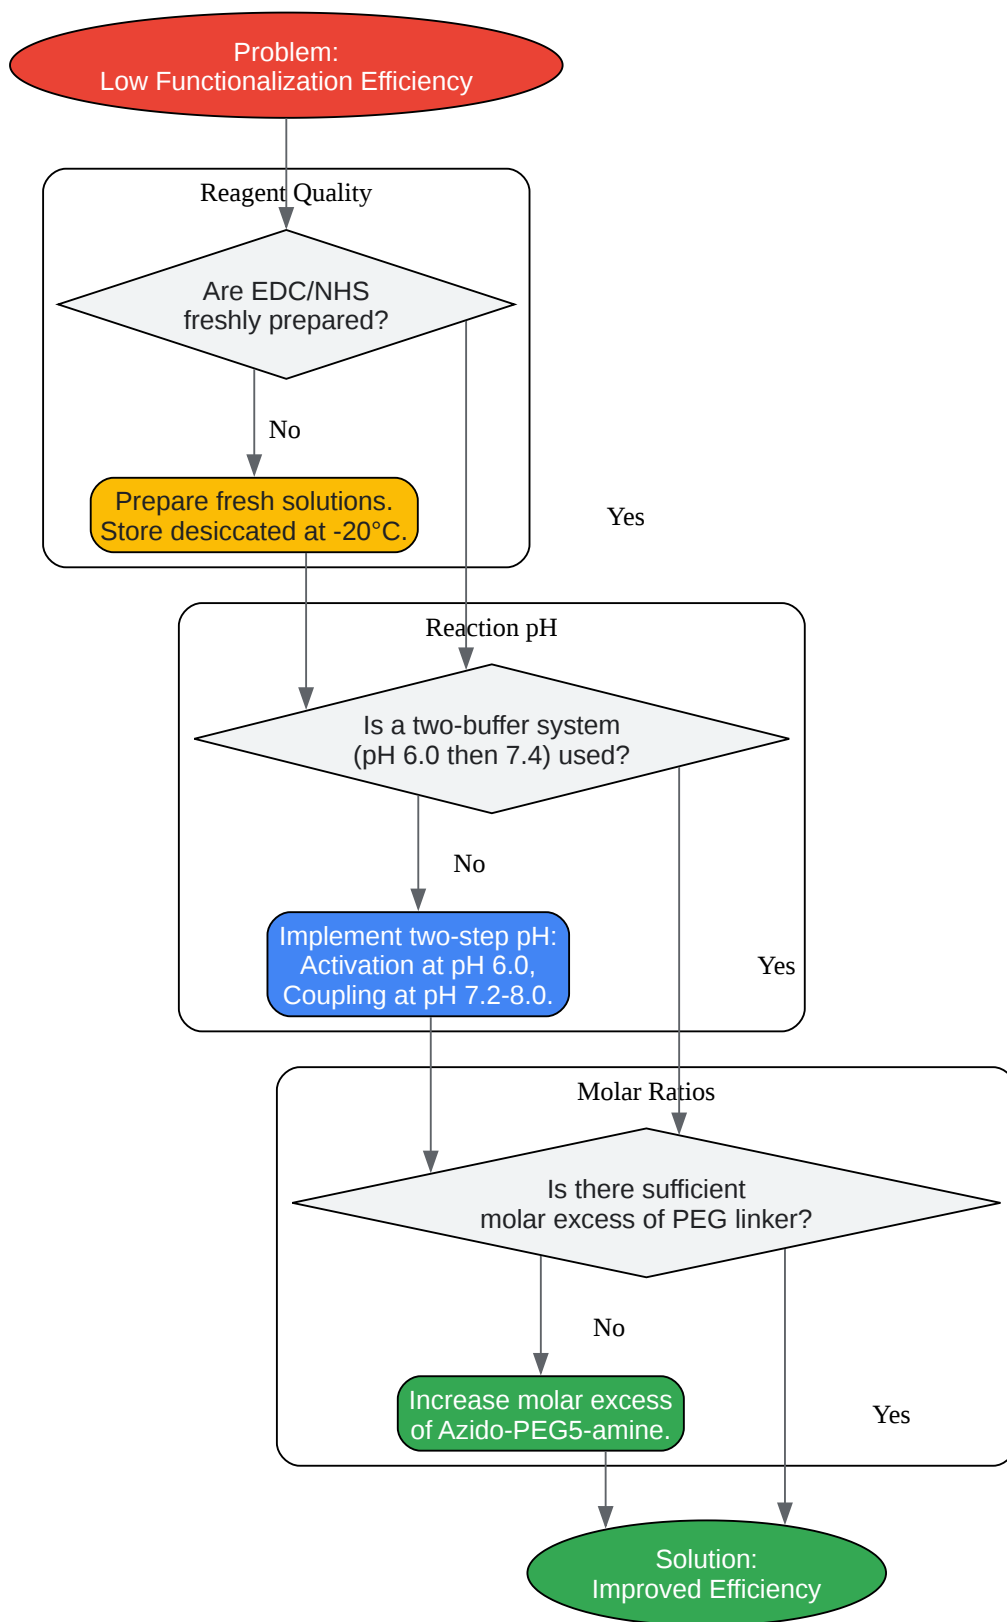 Problem:
Low Functionalization Efficiency
Reagent Quality
Are EDC/NHS
freshly prepared?
No
Prepare fresh solutions.
Store desiccated at -20°C.
Yes
Reaction pH
Is a two-buffer system
(pH 6.0 then 7.4) used?
No
Implement two-step pH:
Activation at pH 6.0,
Coupling at pH 7.2-8.0.
Yes
Molar Ratios
Is there sufficient
molar excess of PEG linker?
No
Increase molar excess
of Azido-PEG5-amine.
Yes
Solution:
Improved Efficiency